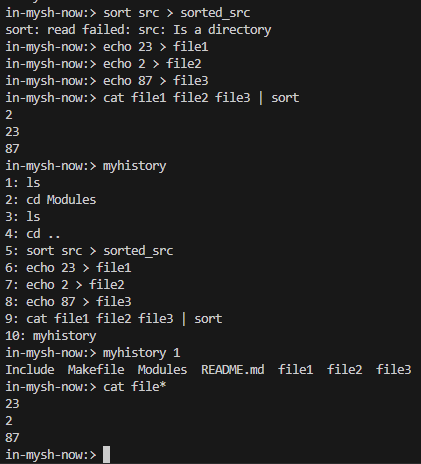 in-mysh-now:> sort src > sorted_src
sort: read failed: src: Is a directory
in-mysh-now:> echo 23 > file1
in-mysh-now:> echo 2 > file2
in-mysh-now:> echo 87 > file3
in-mysh-now:> cat file1 file2 file3 | sort
2
23
87
in-mysh-now:> myhistory
1: ls
2: cd Modules
3: ls
4: cd ..
5: sort src > sorted_src
6: echo 23 > file1
7: echo 2 > file2
8: echo 87 > file3
9: cat file1 file2 file3 | sort
10: myhistory
in-mysh-now:> myhistory 1
Include  Makefile  Modules  README.md  file1  file2  file3
in-mysh-now:> cat file*
23
2
87
in-mysh-now:>